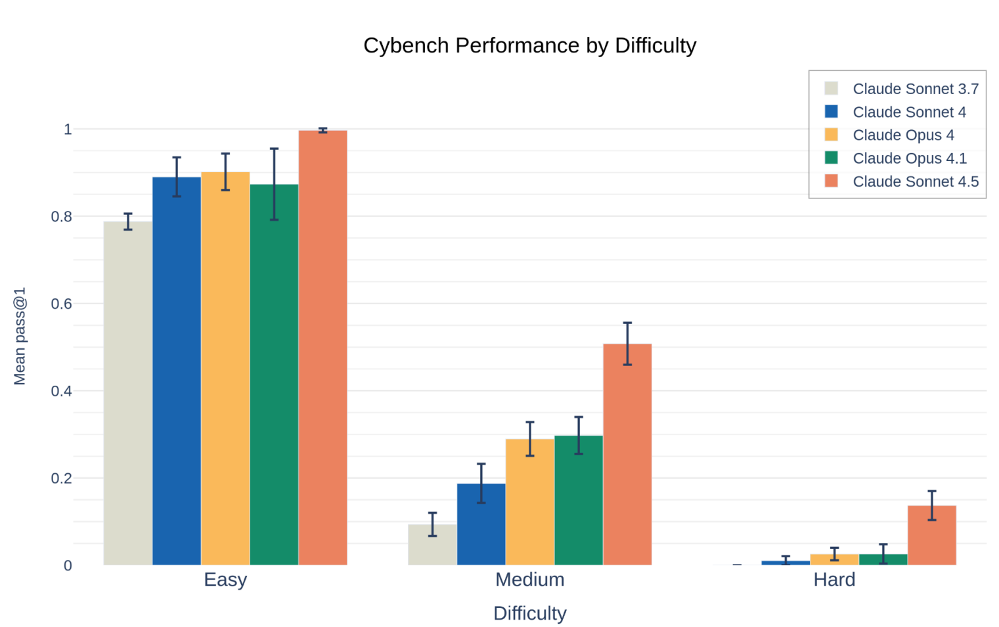 Cybench Performance by Difficulty
Claude Sonnet 3.7
Claude Sonnet 4
Claude Opus 4
Claude Opus 4.1
Claude Sonnet 4.5
Mean pass@1
1
0.8
0.6
0.4
0.2
0
Easy Medium Hard
Difficulty